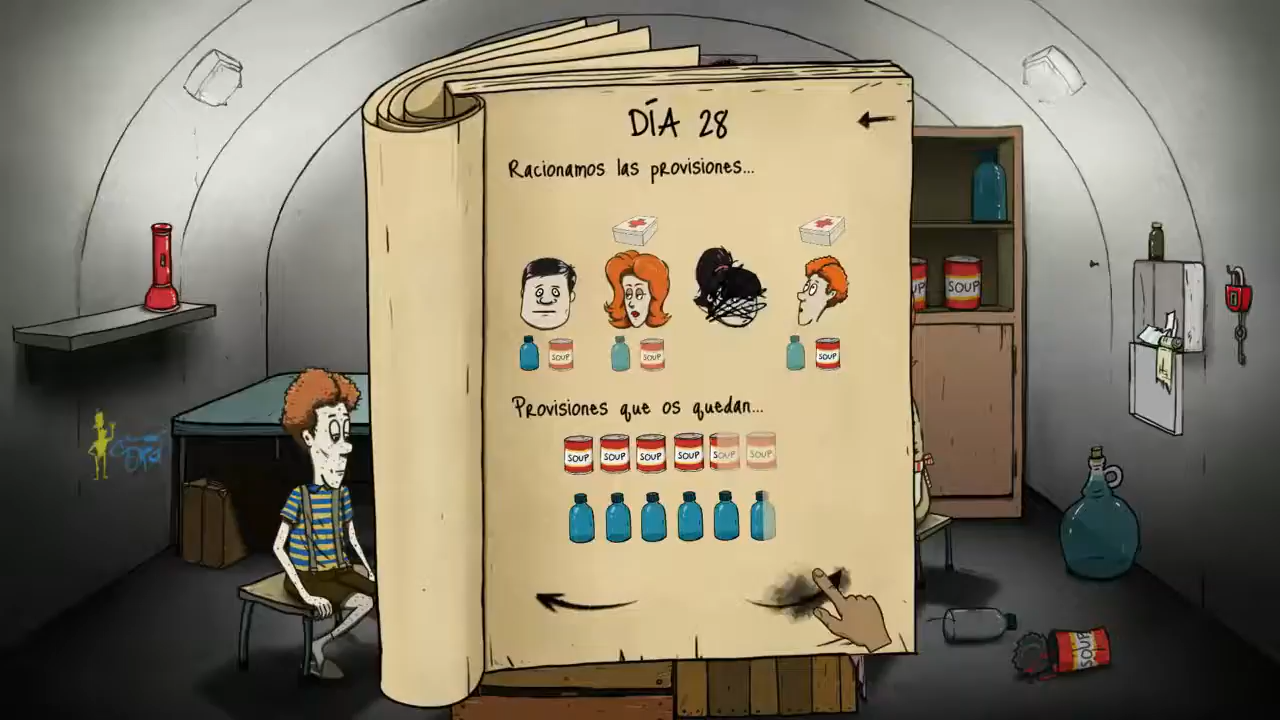 DÍA 28
Racionamos las provisiones...
UP SOUP
SOUP SOUP SOUP
Provisiones que os quedan...
SOUP SOUP SOUP SOUP SOUP SOUP
SOUP